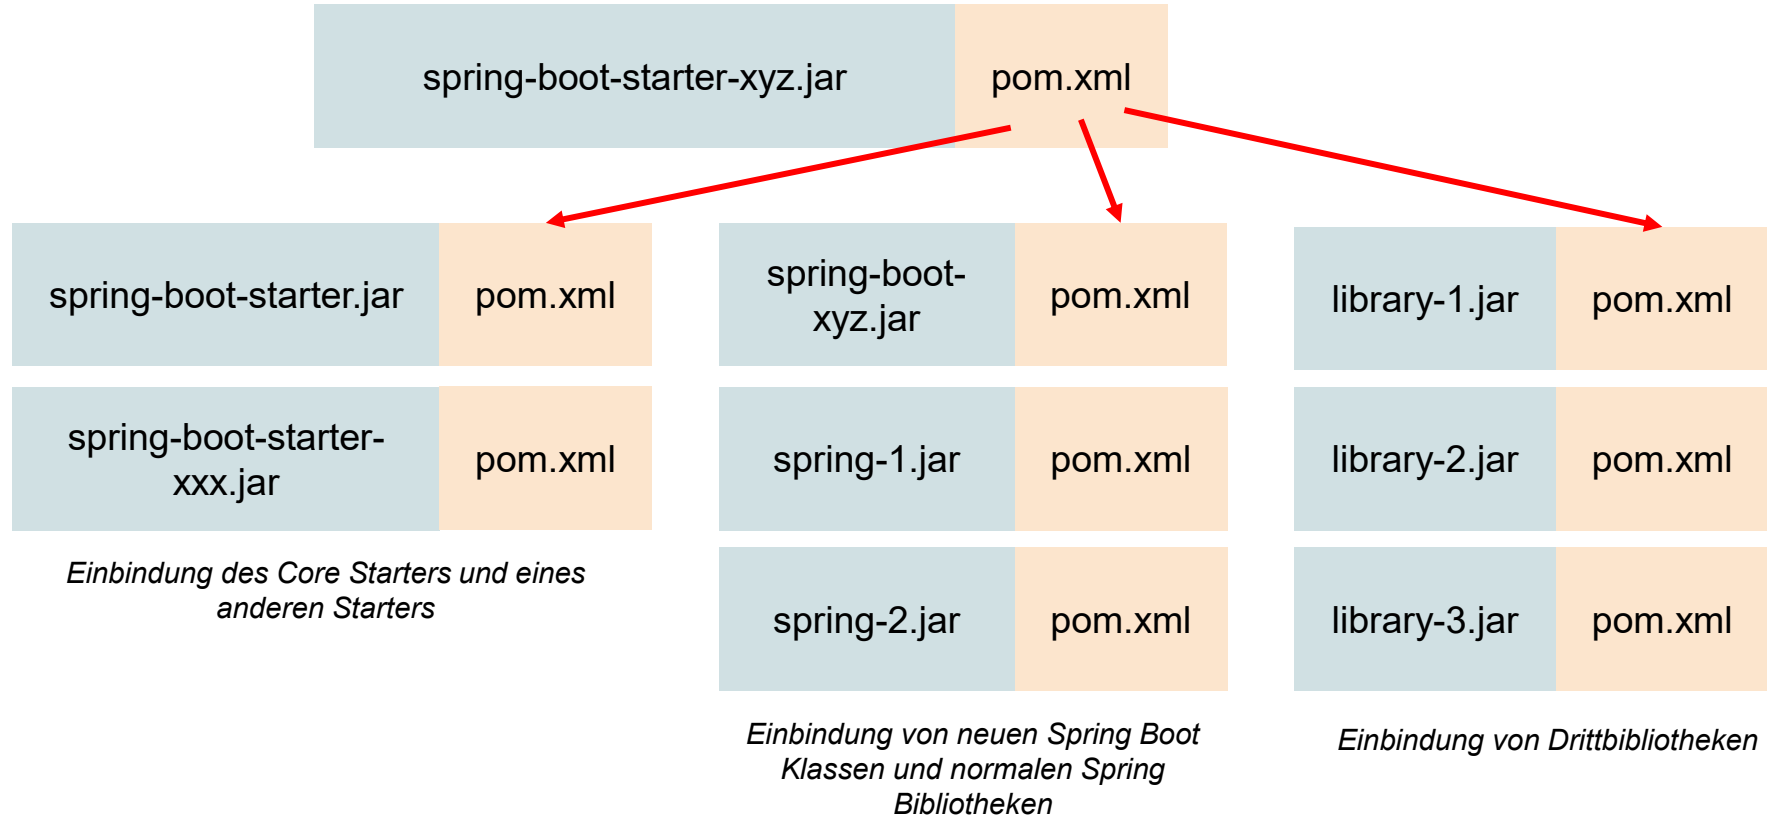 spring-boot-starter-xyz.jar
pom.xml
spring-boot-starter.jar
pom.xml
spring-boot-starter-
xxx.jar
pom.xml
Einbindung des Core Starters und eines
anderen Starters
spring-boot-
xyz.jar
pom.xml
spring-1.jar
pom.xml
spring-2.jar
pom.xml
Einbindung von neuen Spring Boot
Klassen und normalen Spring
Bibliotheken
library-1.jar
pom.xml
library-2.jar
pom.xml
library-3.jar
pom.xml
Einbindung von Drittbibliotheken